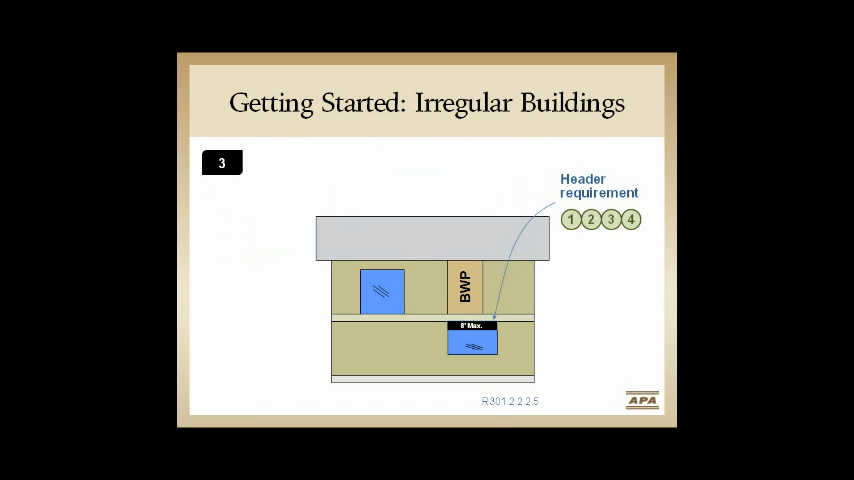 Getting Started: Irregular Buildings
3
Header
requirement
1 2 3 4
BWP
8' Max.
R301.2.2.2.5
APA